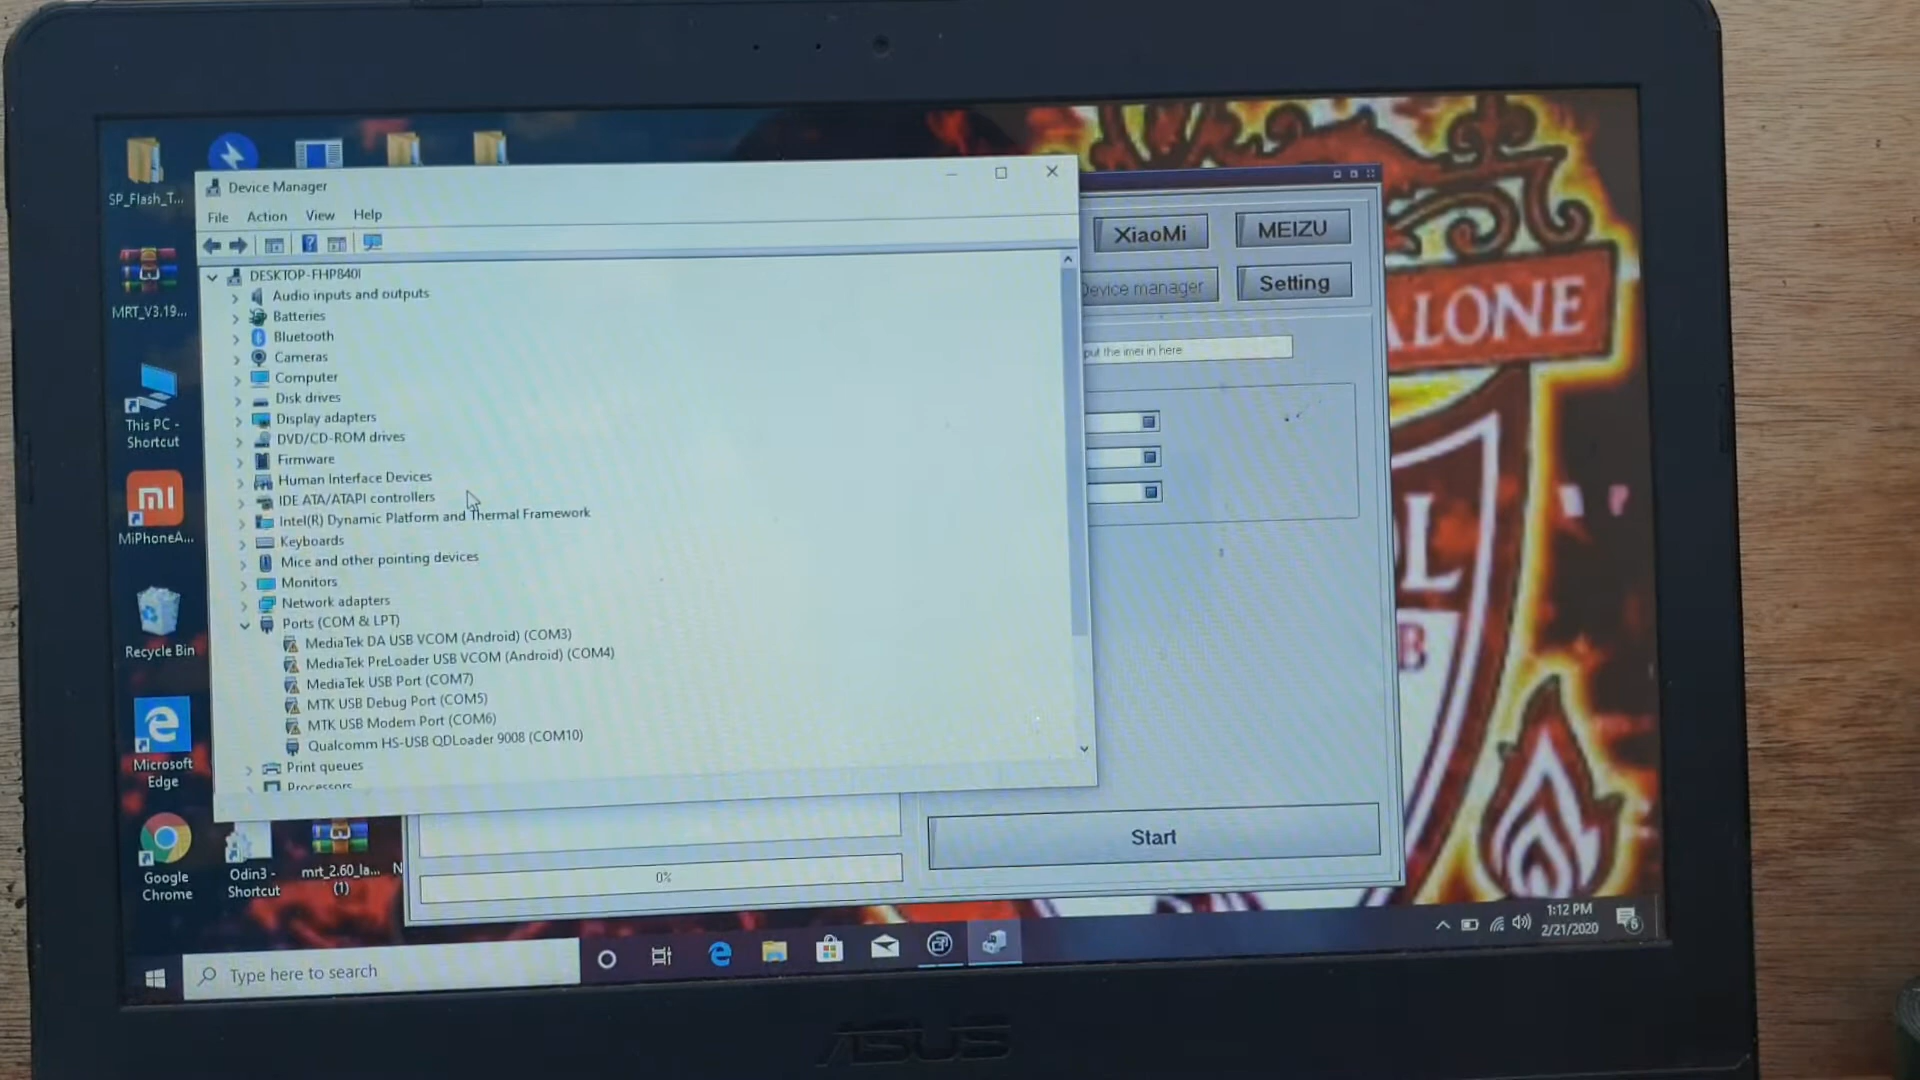 SP_Flash_T...
MRT_V3.19...
This PC -
Shortcut
MiPhoneA...
Recycle Bin
Microsoft
Edge
Google
Chrome
Odin3 -
Shortcut
mrt_2.60_la...
(1)
N
Device Manager
File Action View Help
DESKTOP-FHP840I
Audio inputs and outputs
Batteries
Bluetooth
Cameras
Computer
Disk drives
Display adapters
DVD/CD-ROM drives
Firmware
Human Interface Devices
IDE ATA/ATAPI controllers
Intel(R) Dynamic Platform and Thermal Framework
Keyboards
Mice and other pointing devices
Monitors
Network adapters
Ports (COM & LPT)
MediaTek DA USB VCOM (Android) (COM3)
MediaTek PreLoader USB VCOM (Android) (COM4)
MediaTek USB Port (COM7)
MTK USB Debug Port (COM5)
MTK USB Modem Port (COM6)
Qualcomm HS-USB QDLoader 9008 (COM10)
Print queues
Processors
XiaoMi MEIZU
Device manager Setting
put the imei in here
Start
0%
ALONE
OL
B
Type here to search
1:12 PM
2/21/2020
6
ASUS